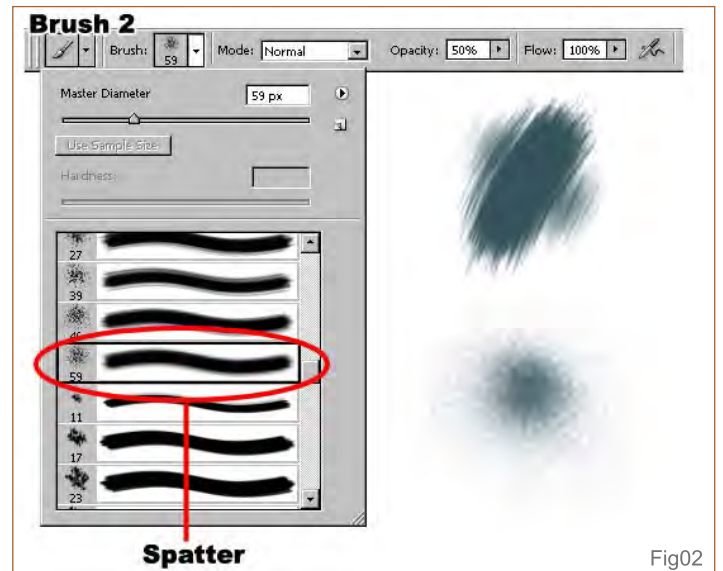 Brush 2
Brush: 59 Mode: Normal Opacity: 50% Flow: 100%
Master Diameter 59 px
Use Sample Size
Hardness:
27
39
46
59
11
17
23
Spatter
Fig02